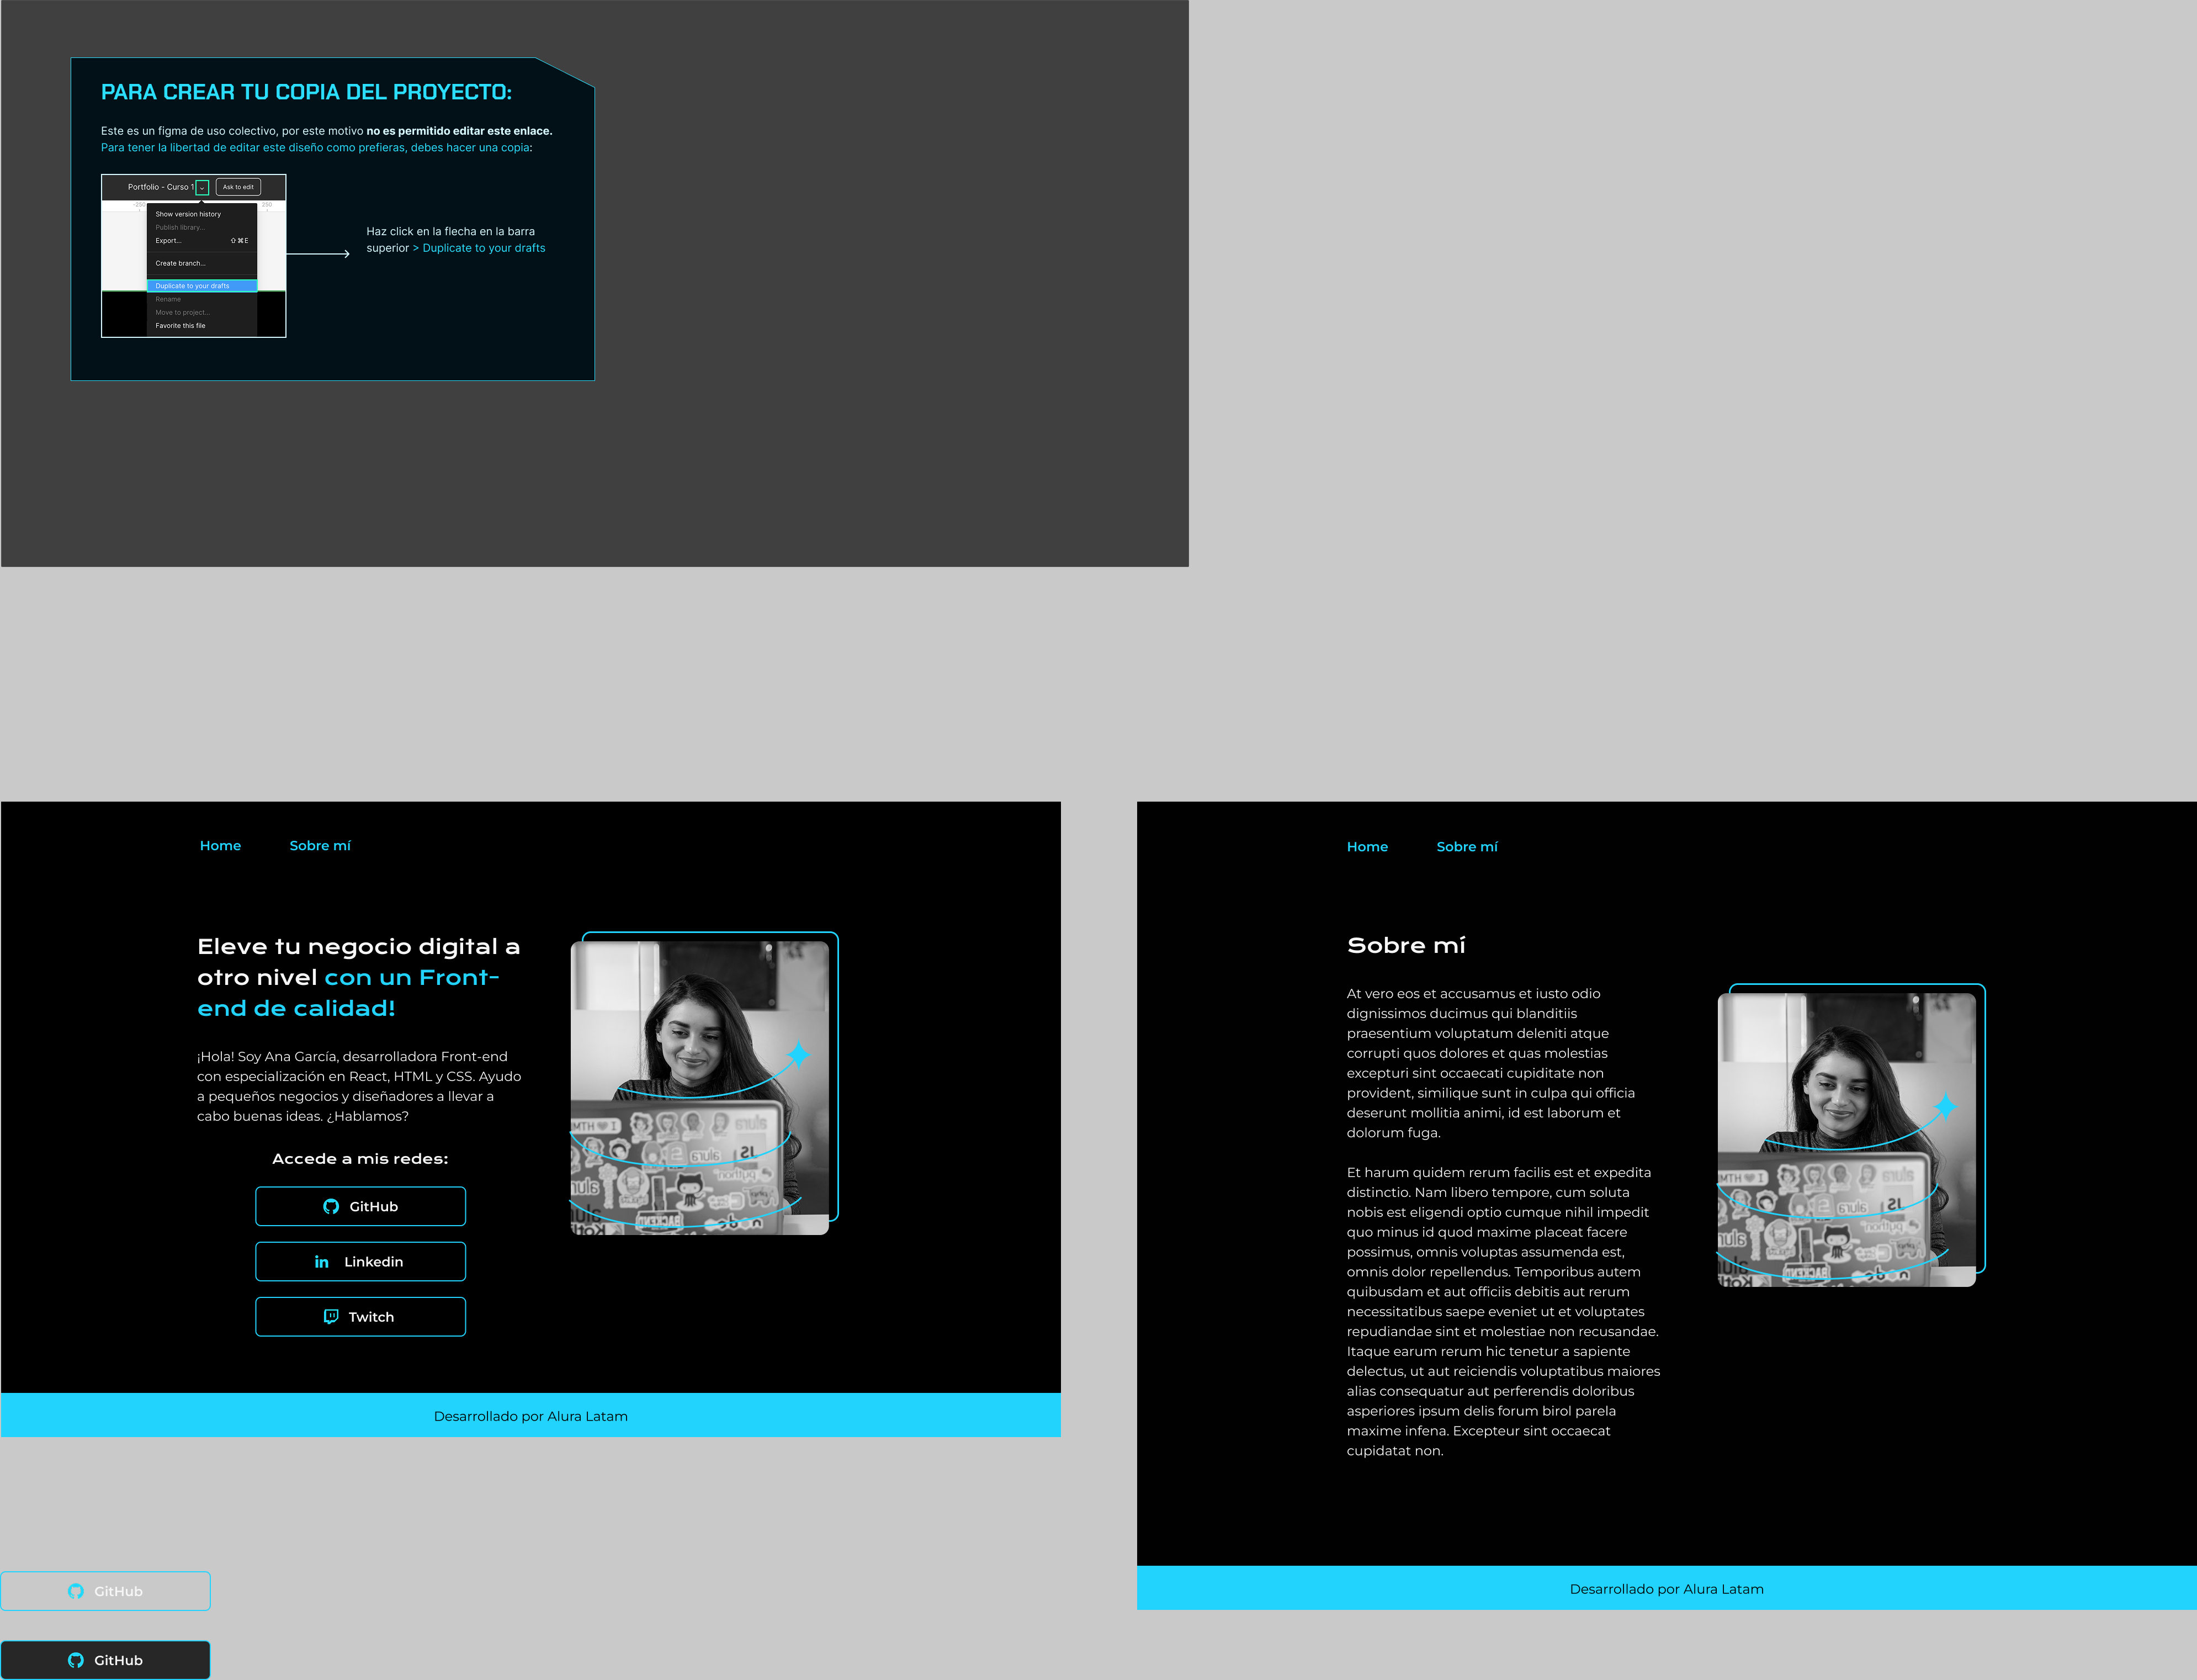 PARA CREAR TU COPIA DEL PROYECTO:
Este es un figma de uso colectivo, por este motivo no es permitido editar este enlace.
Para tener la libertad de editar este diseño como prefieras, debes hacer una copia:
Portfolio - Curso 1
Ask to edit
-250
250
Show version history
Publish library...
Export...
⇧⌘E
Create branch...
Duplicate to your drafts
Rename
Move to project...
Favorite this file
Haz click en la flecha en la barra
superior > Duplicate to your drafts
Home
Sobre mí
Eleve tu negocio digital a
otro nivel con un Front-
end de calidad!
¡Hola! Soy Ana García, desarrolladora Front-end
con especialización en React, HTML y CSS. Ayudo
a pequeños negocios y diseñadores a llevar a
cabo buenas ideas. ¿Hablamos?
Accede a mis redes:
GitHub
Linkedin
Twitch
Desarrollado por Alura Latam
Home
Sobre mí
Sobre mí
At vero eos et accusamus et iusto odio
dignissimos ducimus qui blanditiis
praesentium voluptatum deleniti atque
corrupti quos dolores et quas molestias
excepturi sint occaecati cupiditate non
provident, similique sunt in culpa qui officia
deserunt mollitia animi, id est laborum et
dolorum fuga.
Et harum quidem rerum facilis est et expedita
distinctio. Nam libero tempore, cum soluta
nobis est eligendi optio cumque nihil impedit
quo minus id quod maxime placeat facere
possimus, omnis voluptas assumenda est,
omnis dolor repellendus. Temporibus autem
quibusdam et aut officiis debitis aut rerum
necessitatibus saepe eveniet ut et voluptates
repudiandae sint et molestiae non recusandae.
Itaque earum rerum hic tenetur a sapiente
delectus, ut aut reiciendis voluptatibus maiores
alias consequatur aut perferendis doloribus
asperiores ipsum delis forum birol parela
maxime infena. Excepteur sint occaecat
cupidatat non.
Desarrollado por Alura Latam
GitHub
GitHub